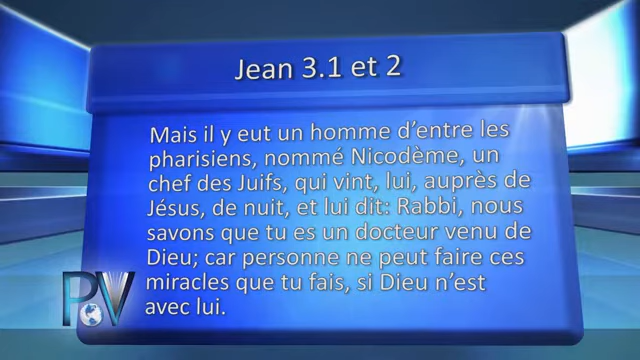 Jean 3.1 et 2
Mais il y eut un homme d'entre les
pharisiens, nommé Nicodème, un
chef des Juifs, qui vint, lui, auprès de
Jésus, de nuit, et lui dit: Rabbi, nous
savons que tu es un docteur venu de
Dieu; car personne ne peut faire ces
miracles que tu fais, si Dieu n'est
avec lui.
PV